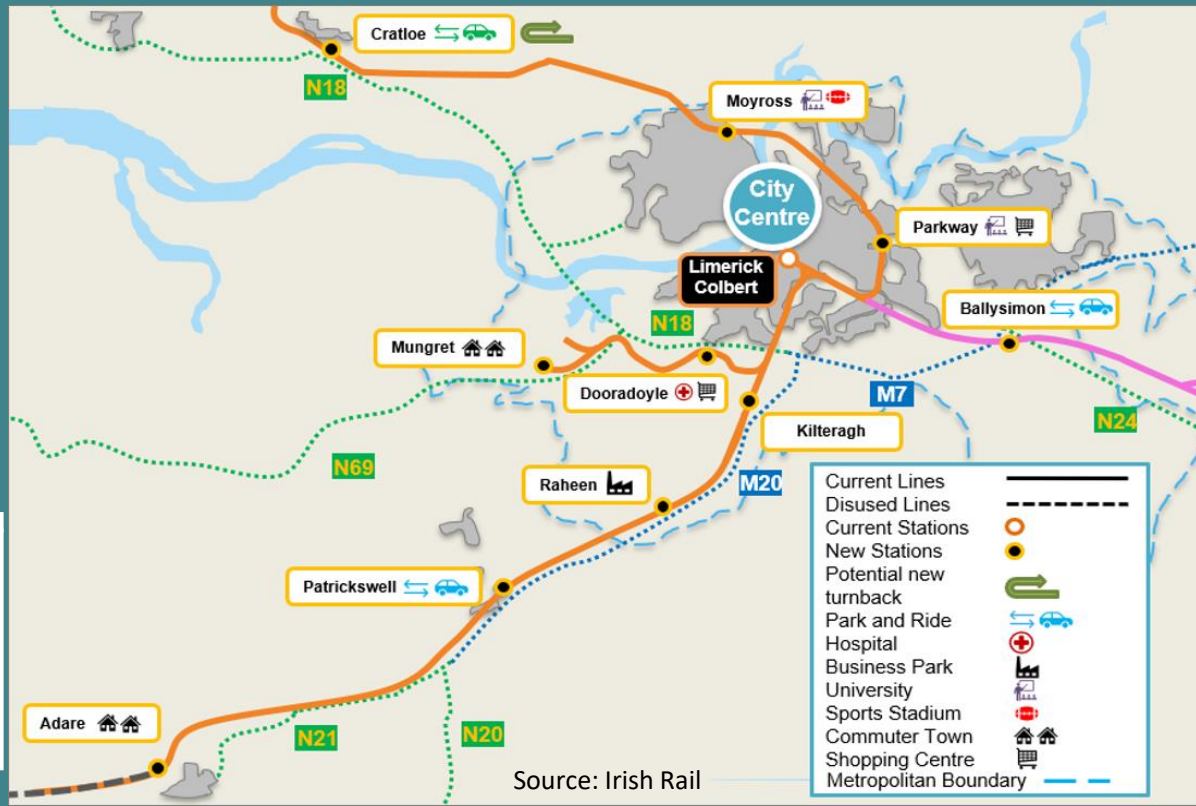 Cratloe
N18
Moyross
City
Centre
Parkway
Limerick
Colbert
Ballysimon
N18
Mungret
Dooradoyle
M7
Kilteragh
N24
N69
Raheen
M20
Patrickswell
Adare
N21
N20
Source: Irish Rail
Current Lines
Disused Lines
Current Stations
New Stations
Potential new
turnback
Park and Ride
Hospital
Business Park
University
Sports Stadium
Commuter Town
Shopping Centre
Metropolitan Boundary